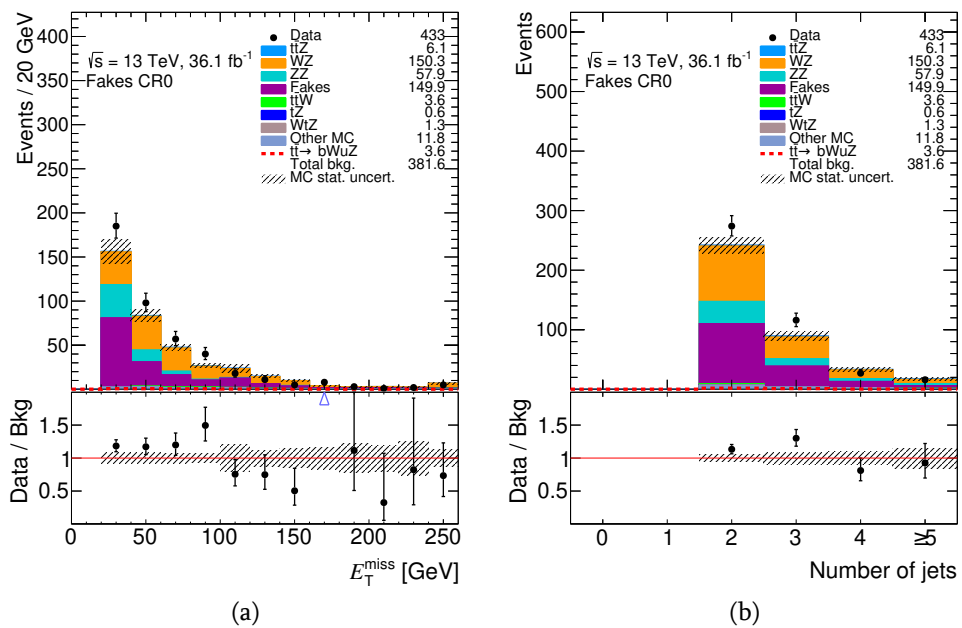 Events / 20 GeV
400
350
300
250
200
150
100
50
0
√s = 13 TeV, 36.1 fb⁻¹
Fakes CR0
Data 433
ttZ 6.1
WZ 150.3
ZZ 57.9
Fakes 149.9
ttW 3.6
tZ 0.6
WtZ 1.3
Other MC 11.8
tt→ bWuZ 3.6
Total bkg. 381.6
MC stat. uncert.
Data / Bkg
1.5
1
0.5
0 50 100 150 200 250
E_T^miss [GeV]
(a)
Events
600
500
400
300
200
100
√s = 13 TeV, 36.1 fb⁻¹
Fakes CR0
Data 433
ttZ 6.1
WZ 150.3
ZZ 57.9
Fakes 149.9
ttW 3.6
tZ 0.6
WtZ 1.3
Other MC 11.8
tt→ bWuZ 3.6
Total bkg. 381.6
MC stat. uncert.
Data / Bkg
1.5
1
0.5
0 1 2 3 4 ≥5
Number of jets
(b)